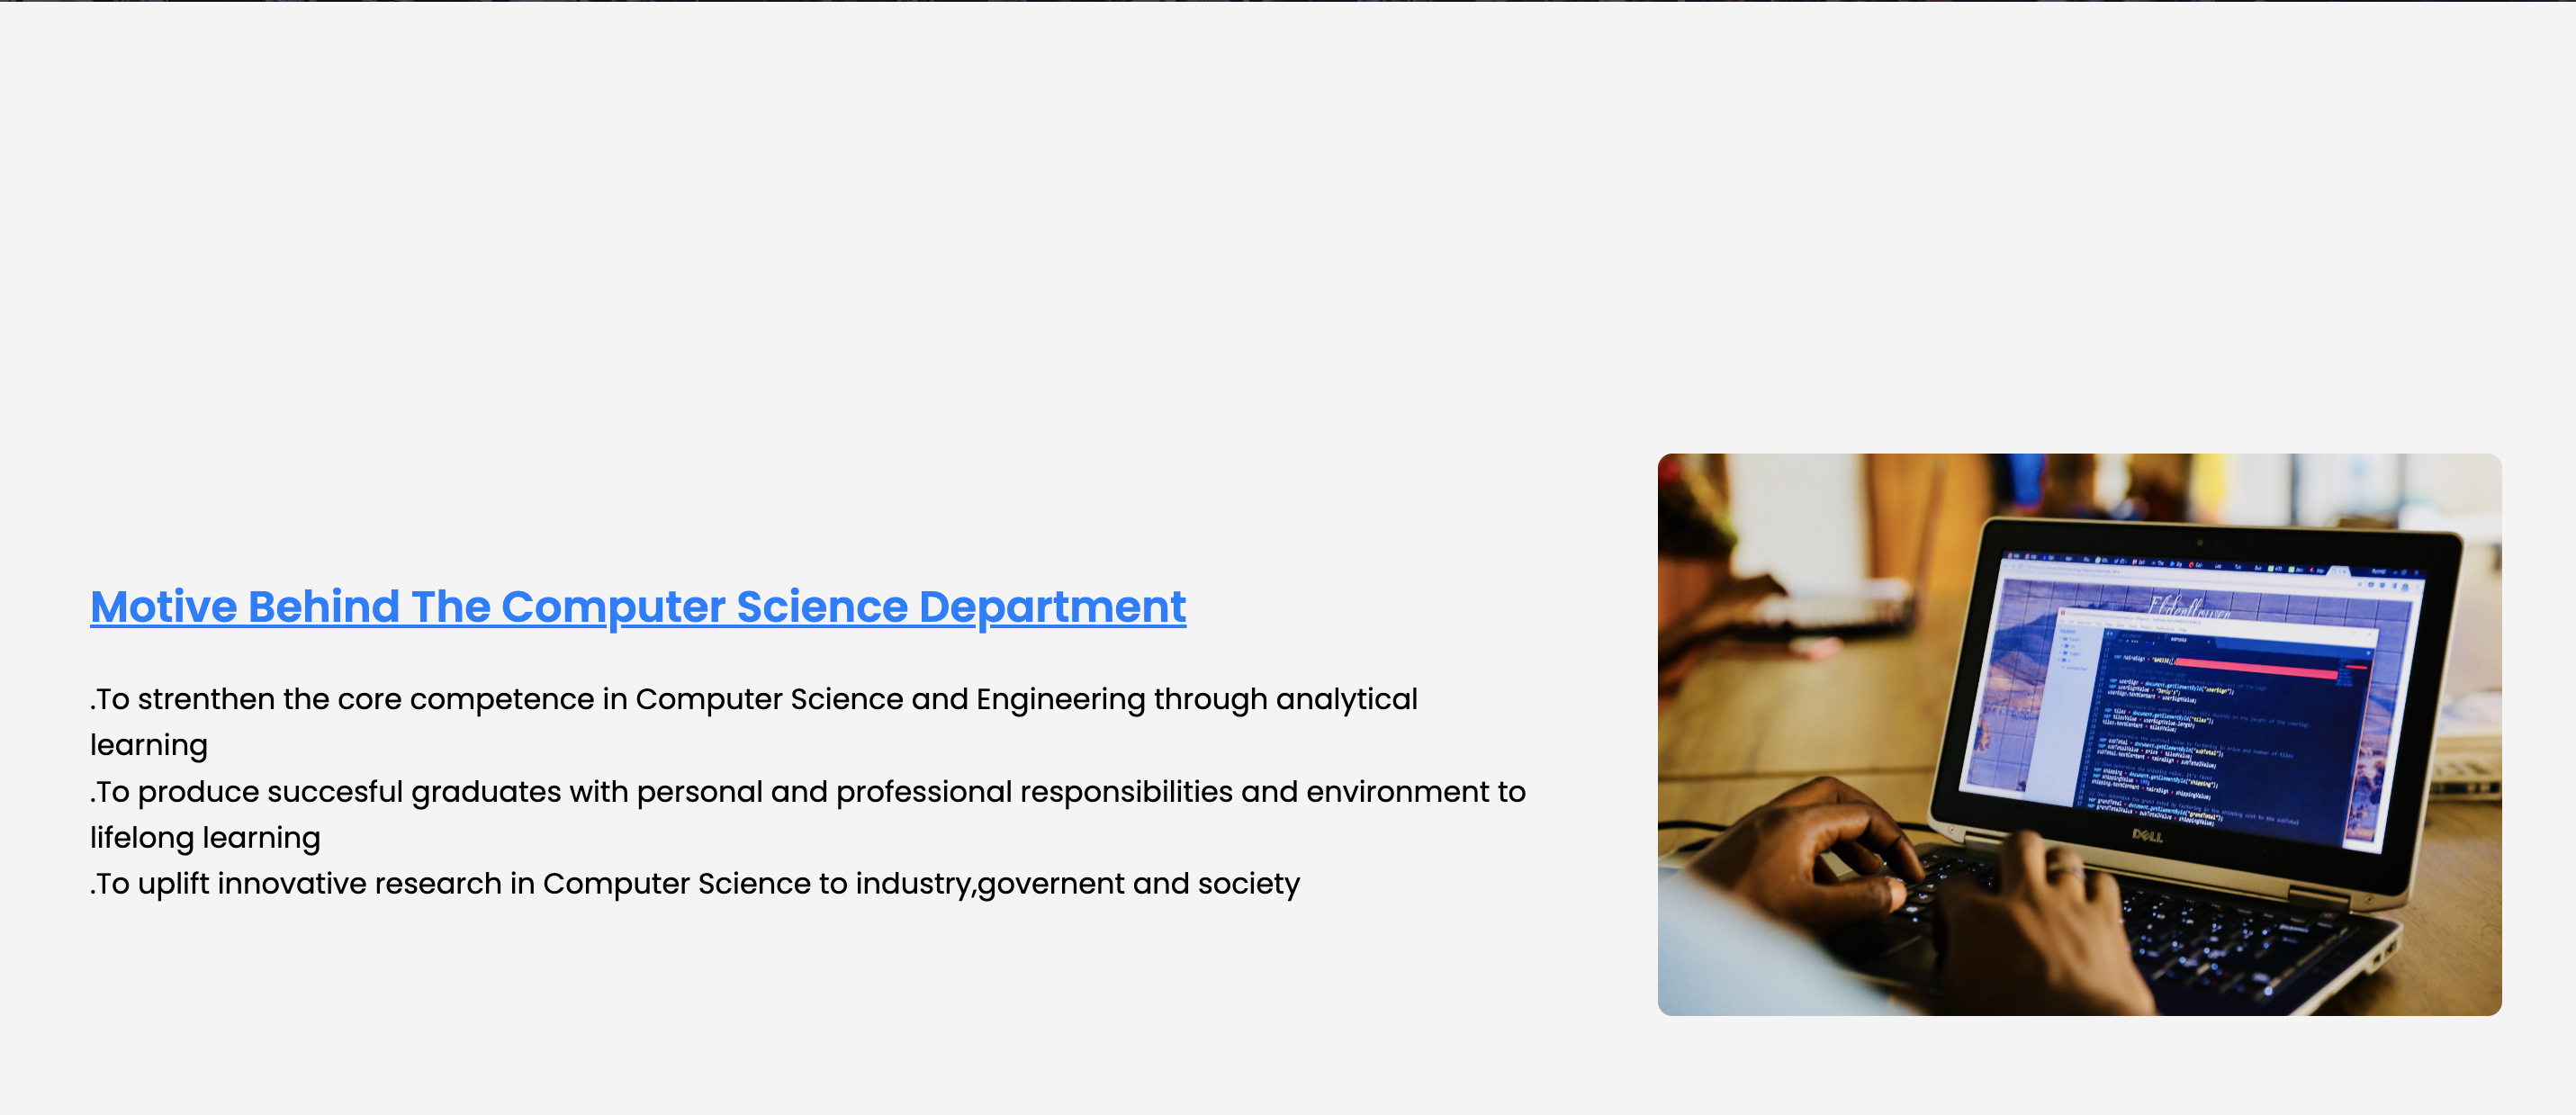 Motive Behind The Computer Science Department
.To strenthen the core competence in Computer Science and Engineering through analytical
learning
.To produce succesful graduates with personal and professional responsibilities and environment to
lifelong learning
.To uplift innovative research in Computer Science to industry,governent and society
DELL